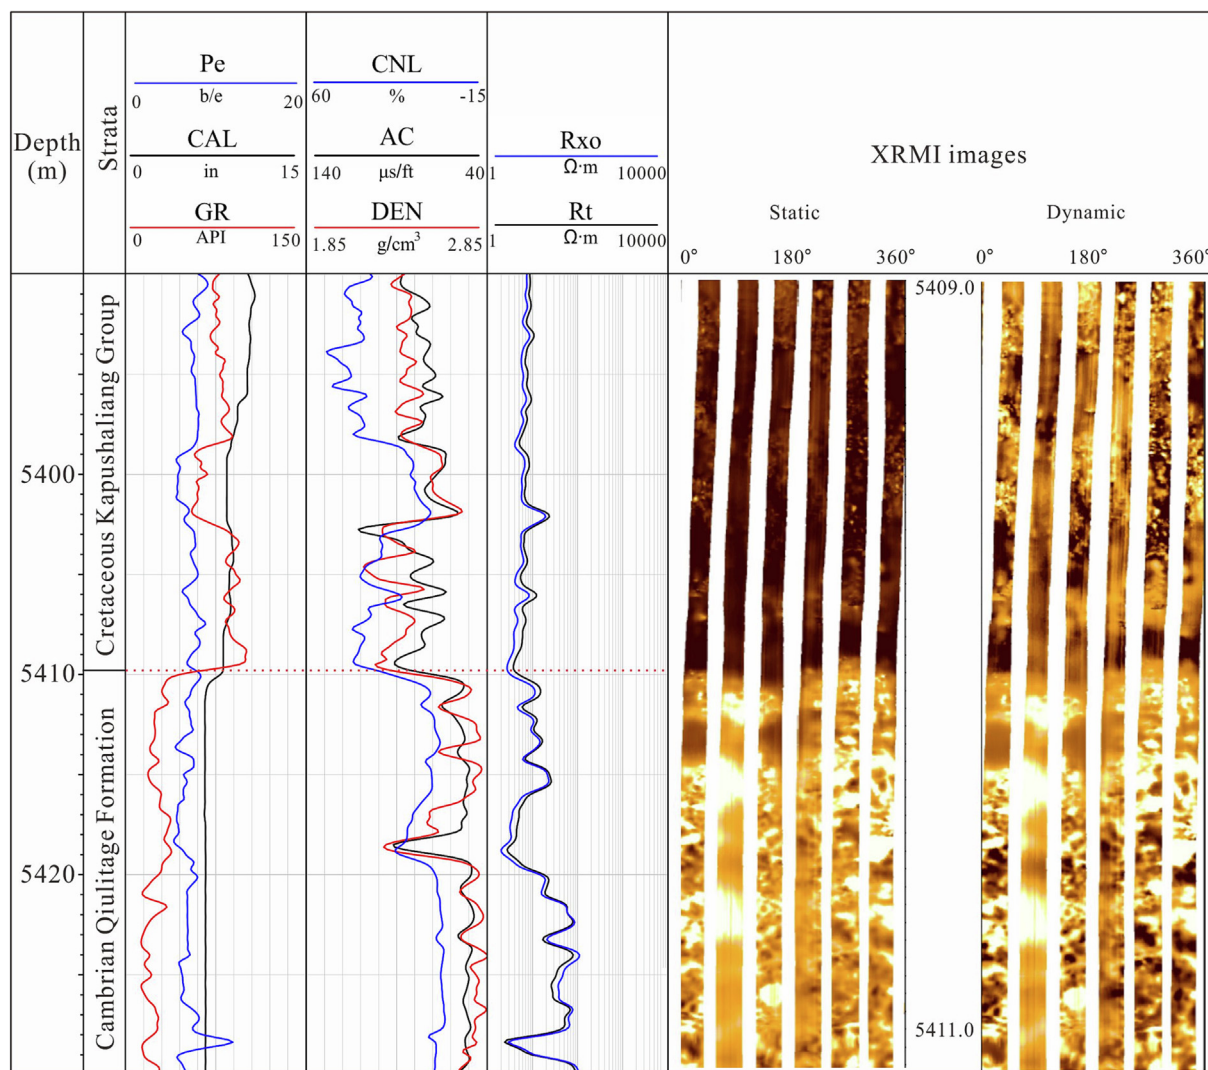 Depth
(m)
Strata
Pe
0 b/e 20
CAL
0 in 15
GR
0 API 150
CNL
60 % -15
AC
140 μs/ft 40
DEN
1.85 g/cm³ 2.85
Rxo
1 Ω·m 10000
Rt
1 Ω·m 10000
XRMI images
Static
0° 180° 360°
Dynamic
0° 180° 360°
Cretaceous Kapushaliang Group
Cambrian Qiulitage Formation
5400
5410
5420
5409.0
5411.0